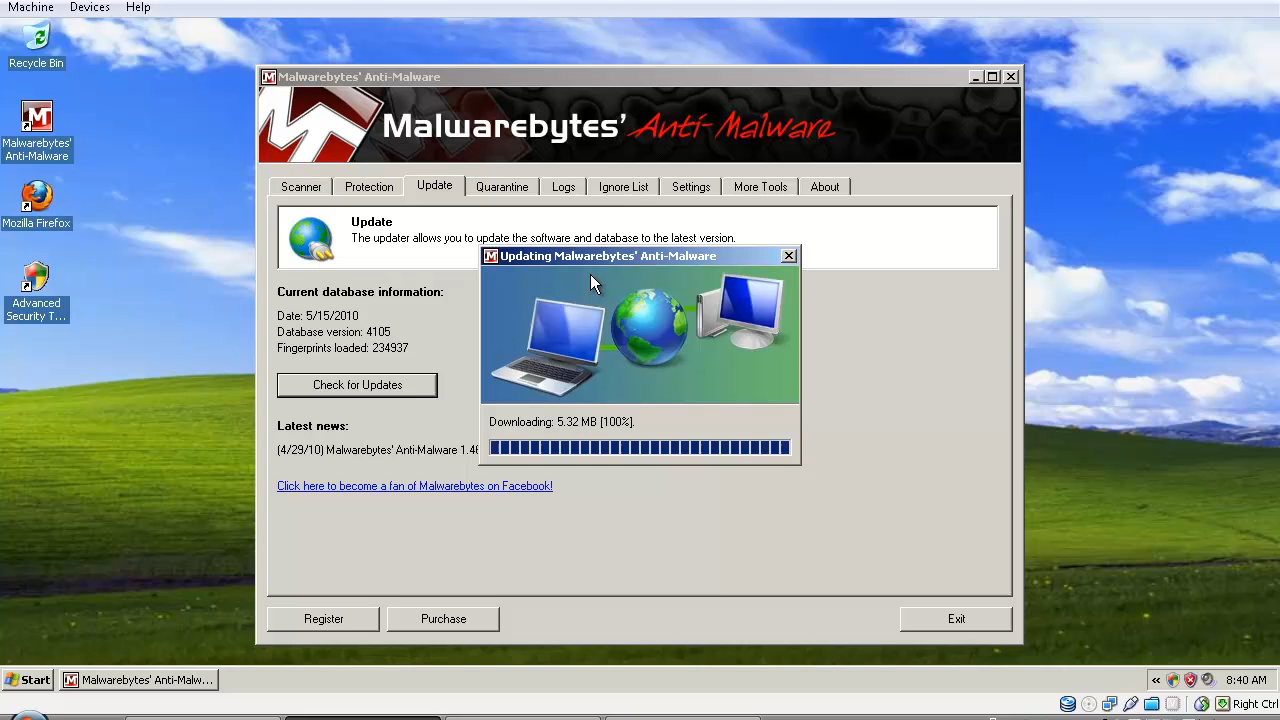 Machine Devices Help
Recycle Bin
Malwarebytes'
Anti-Malware
Mozilla Firefox
Advanced
Security T...
Malwarebytes' Anti-Malware
Malwarebytes' Anti-Malware
Scanner Protection Update Quarantine Logs Ignore List Settings More Tools About
Update
The updater allows you to update the software and database to the latest version.
Updating Malwarebytes' Anti-Malware
Current database information:
Date: 5/15/2010
Database version: 4105
Fingerprints loaded: 234937
Check for Updates
Downloading: 5.32 MB [100%].
Latest news:
(4/29/10) Malwarebytes' Anti-Malware
Click here to become a fan of Malwarebytes on Facebook!
Register Purchase Exit
Start Malwarebytes' Anti-Malw... « 8:40 AM
Right Ctrl